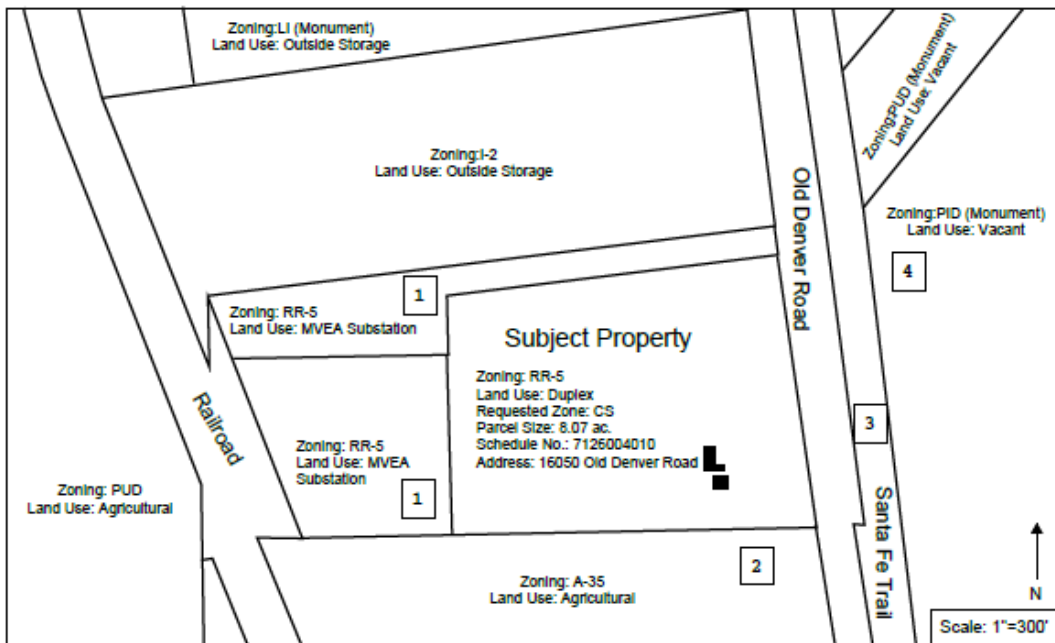 Zoning:LI (Monument)
Land Use: Outside Storage
Zoning:PUD (Monument)
Land Use: Vacant
Zoning:I-2
Land Use: Outside Storage
Old Denver Road
Zoning:PID (Monument)
Land Use: Vacant
4
1
Zoning: RR-5
Land Use: MVEA Substation
Subject Property
Zoning: RR-5
Land Use: Duplex
Requested Zone: CS
Parcel Size: 8.07 ac.
Schedule No.: 7126004010
Address: 16050 Old Denver Road
Railroad
3
Zoning: RR-5
Land Use: MVEA
Substation
1
Zoning: PUD
Land Use: Agricultural
Santa Fe Trail
2
Zoning: A-35
Land Use: Agricultural
N
Scale: 1"=300'